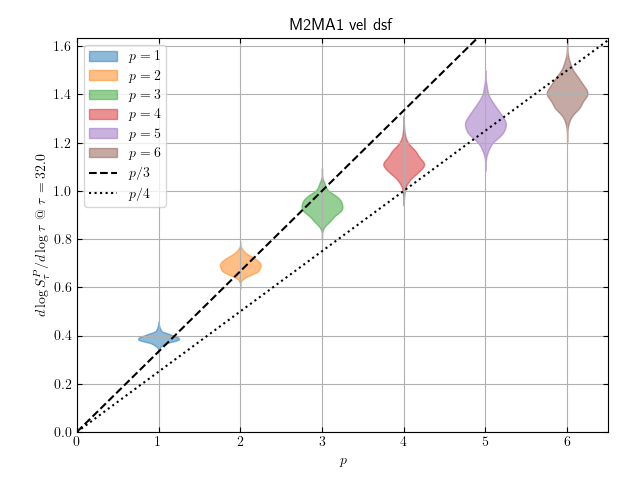 M2MA1 vel dsf
d log S_τ^P / d log τ @ τ = 32.0
1.6
1.4
1.2
1.0
0.8
0.6
0.4
0.2
0.0
p = 1
p = 2
p = 3
p = 4
p = 5
p = 6
p/3
p/4
0 1 2 3 4 5 6
p